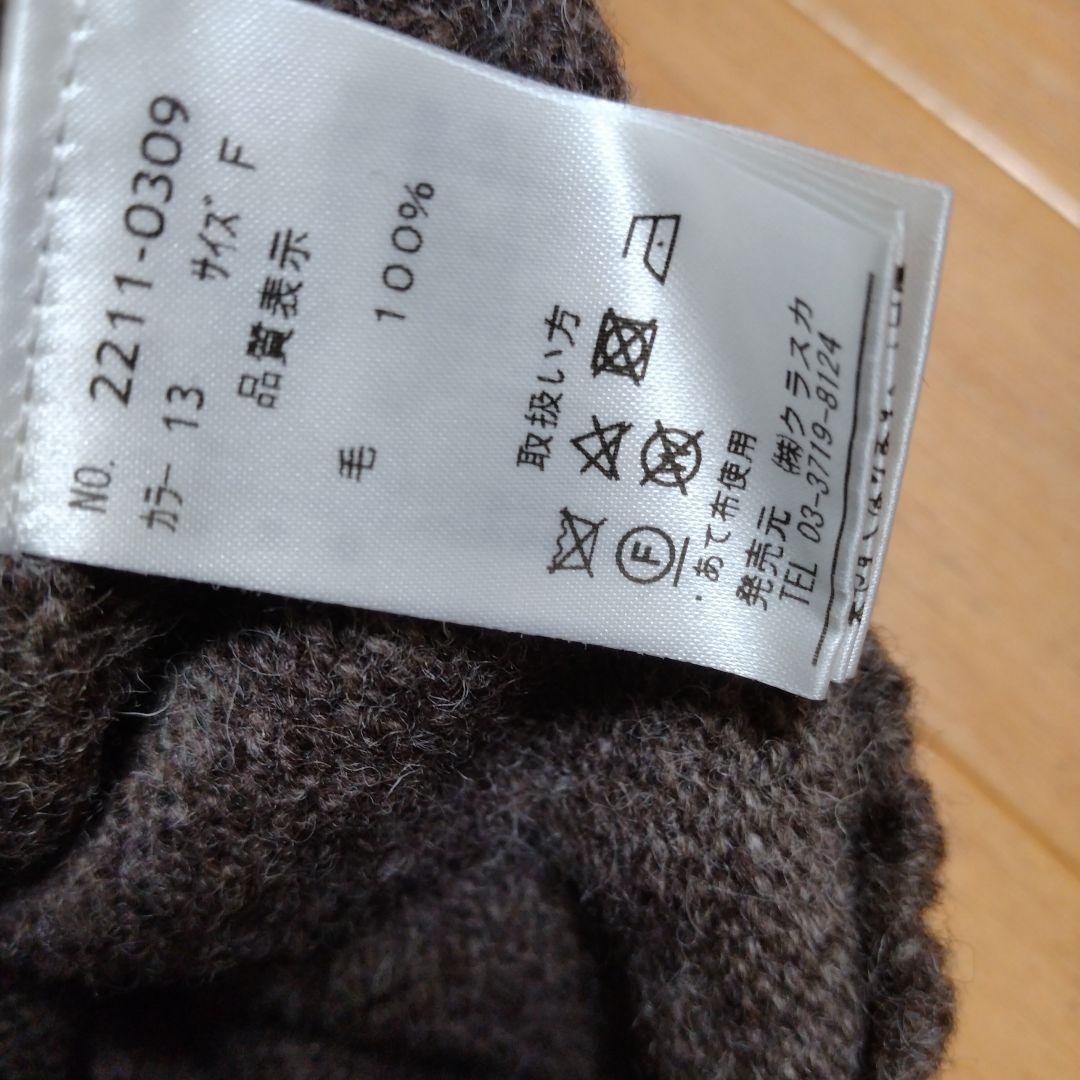 NO. 2211-0309
カラー 13 サイズ F
品質表示
毛 100%
取扱い方
F
W
・あて布使用
発売元 ㈱クラスカ
TEL 03-3719-8124